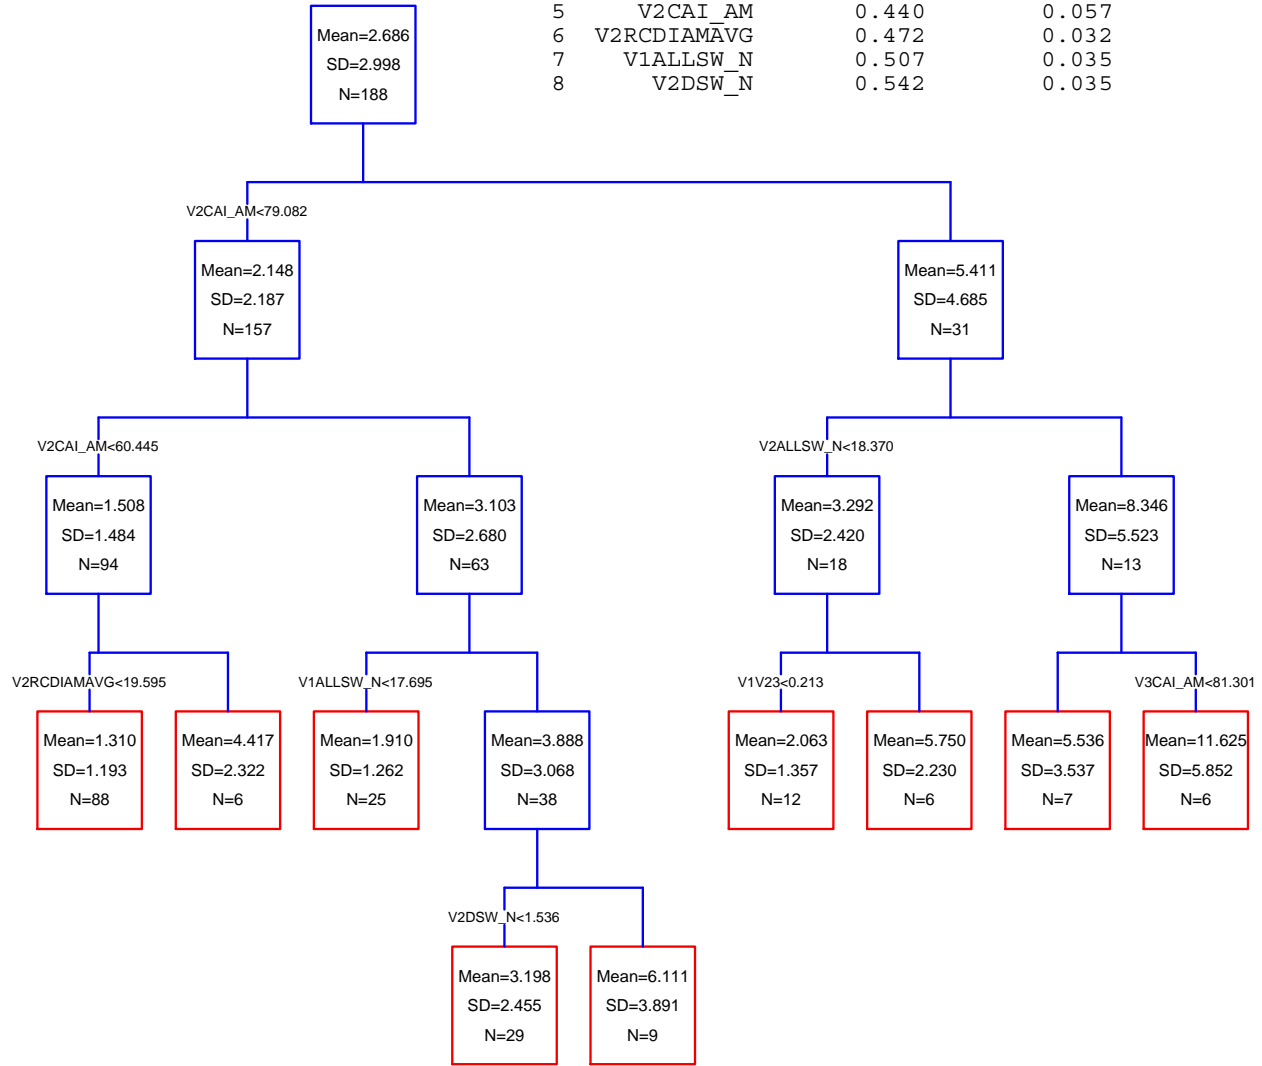 5 V2CAI_AM 0.440 0.057
6 V2RCDIAMAVG 0.472 0.032
7 V1ALLSW_N 0.507 0.035
8 V2DSW_N 0.542 0.035
Mean=2.686
SD=2.998
N=188
V2CAI_AM<79.082
Mean=2.148
SD=2.187
N=157
Mean=5.411
SD=4.685
N=31
V2CAI_AM<60.445
V2ALLSW_N<18.370
Mean=1.508
SD=1.484
N=94
Mean=3.103
SD=2.680
N=63
Mean=3.292
SD=2.420
N=18
Mean=8.346
SD=5.523
N=13
V2RCDIAMAVG<19.595
V1ALLSW_N<17.695
V1V23<0.213
V3CAI_AM<81.301
Mean=1.310
SD=1.193
N=88
Mean=4.417
SD=2.322
N=6
Mean=1.910
SD=1.262
N=25
Mean=3.888
SD=3.068
N=38
Mean=2.063
SD=1.357
N=12
Mean=5.750
SD=2.230
N=6
Mean=5.536
SD=3.537
N=7
Mean=11.625
SD=5.852
N=6
V2DSW_N<1.536
Mean=3.198
SD=2.455
N=29
Mean=6.111
SD=3.891
N=9